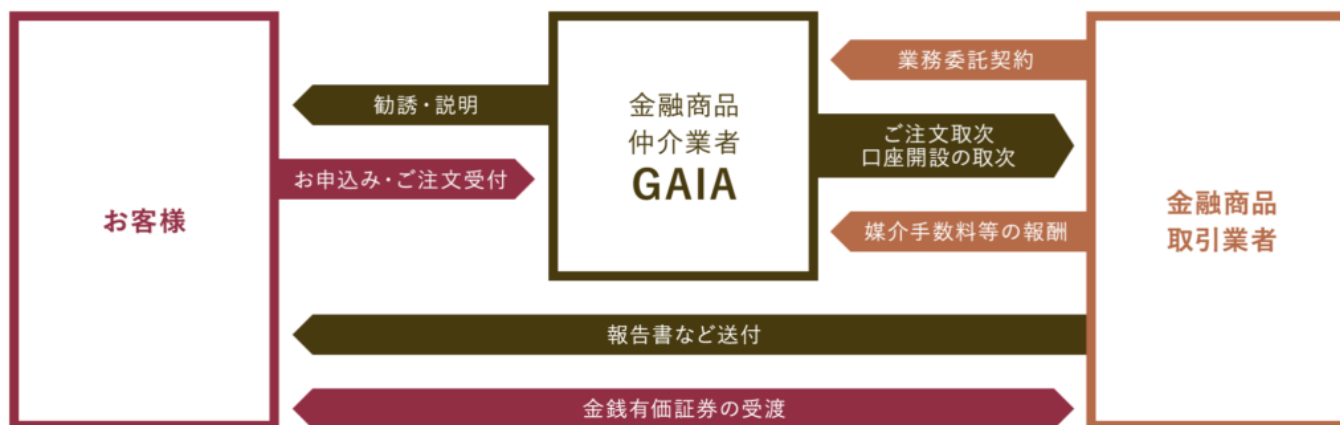 お客様
勧誘・説明
お申込み・ご注文受付
金融商品
仲介業者
GAIA
業務委託契約
ご注文取次
口座開設の取次
媒介手数料等の報酬
金融商品
取引業者
報告書など送付
金銭有価証券の受渡